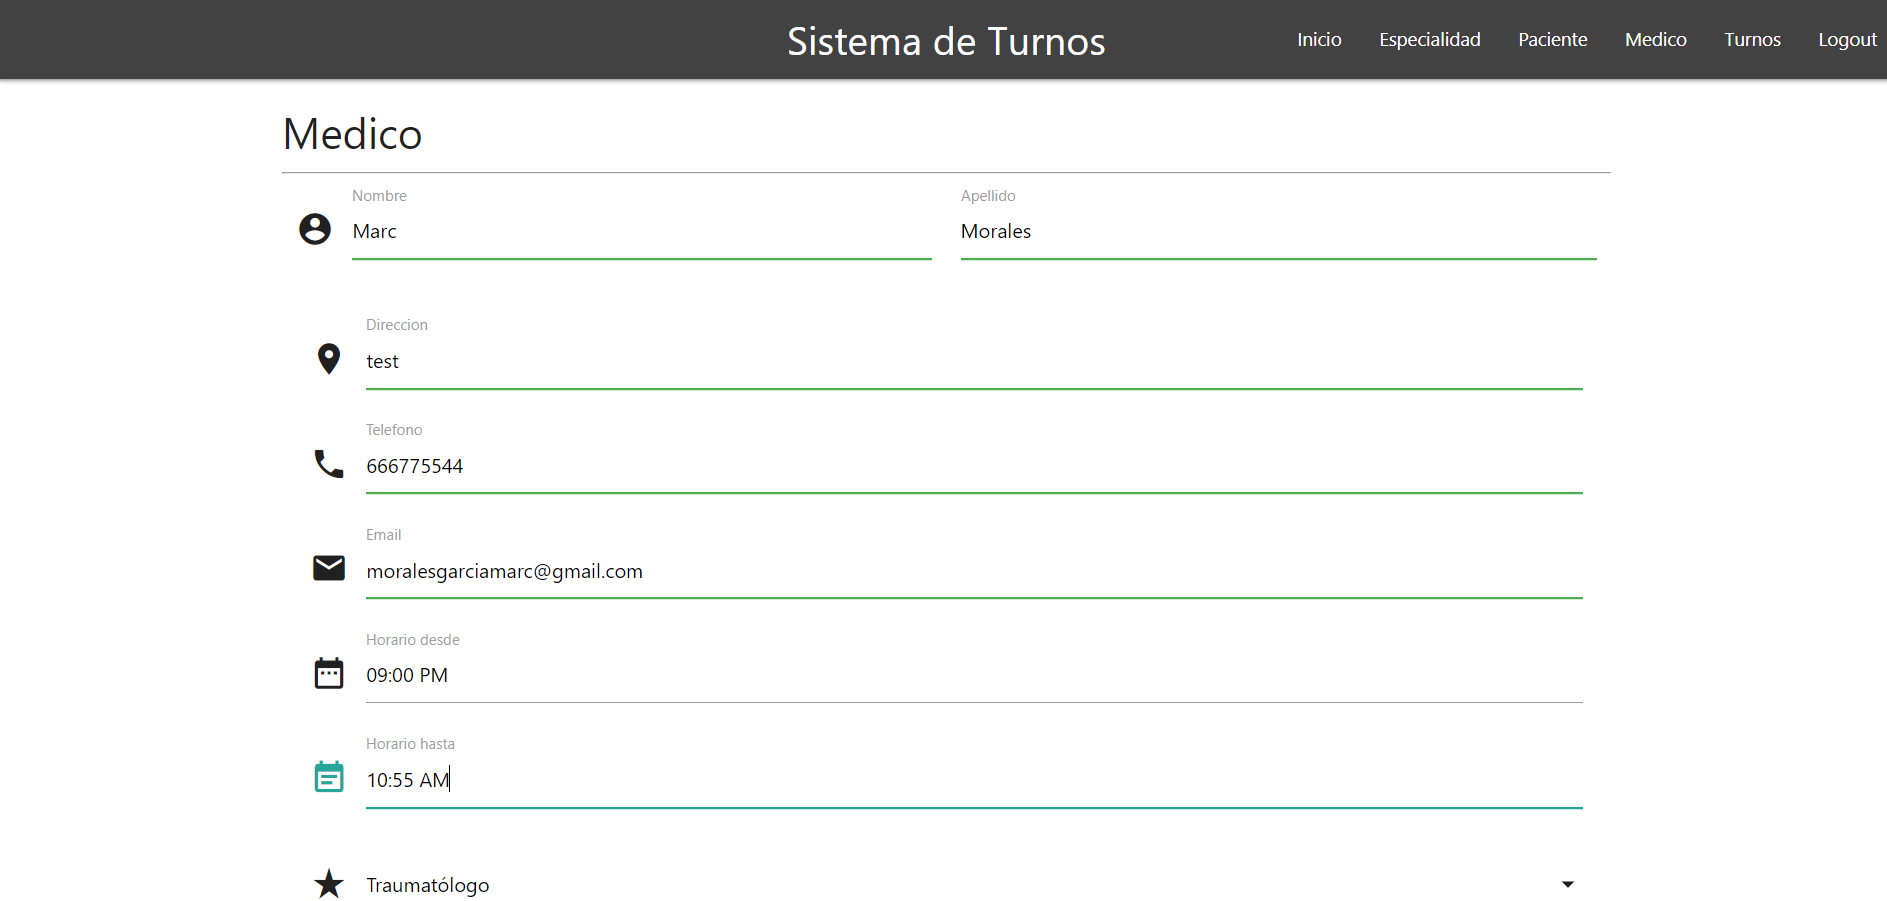 Sistema de Turnos
Inicio Especialidad Paciente Medico Turnos Logout
Medico
Nombre Apellido
Marc Morales
Direccion
test
Telefono
666775544
Email
moralesgarciamarc@gmail.com
Horario desde
09:00 PM
Horario hasta
10:55 AM
Traumatólogo